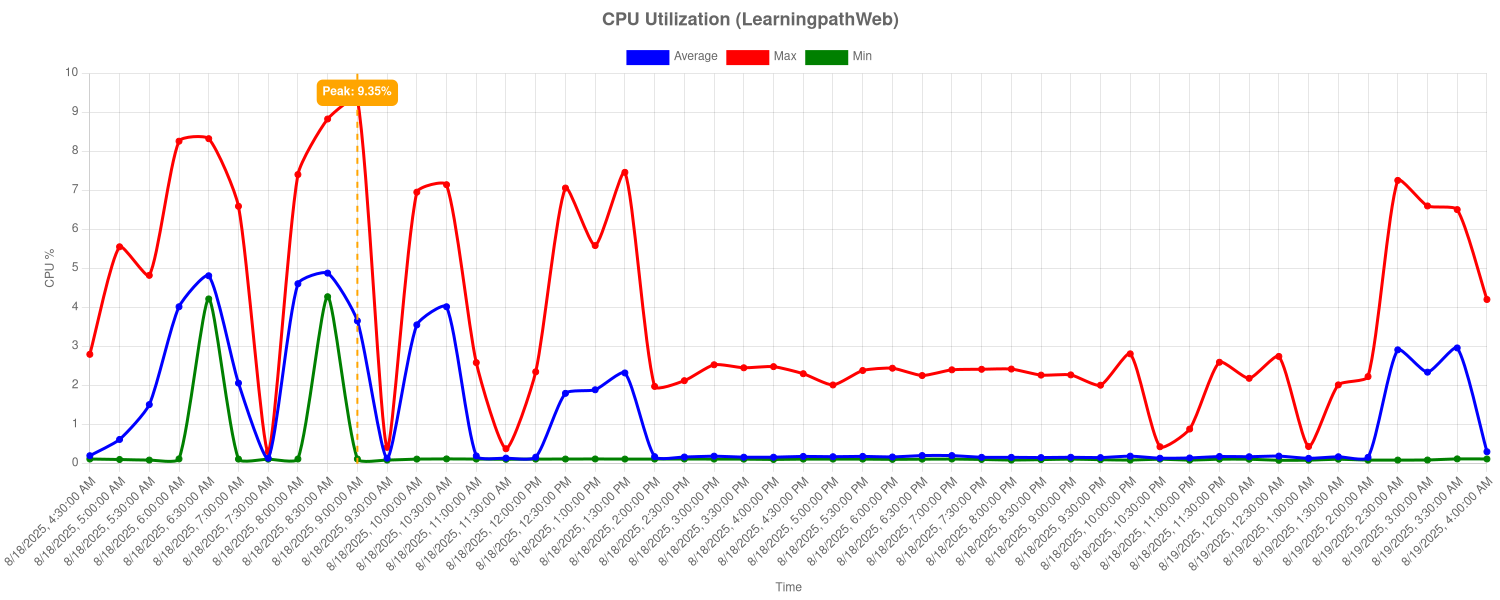 CPU Utilization (LearningpathWeb)
Average Max Min
Peak: 9.35%
10
9
8
7
6
5
4
3
2
1
0
CPU %
8/18/2025, 4:30:00 AM
8/18/2025, 5:00:00 AM
8/18/2025, 5:30:00 AM
8/18/2025, 6:00:00 AM
8/18/2025, 6:30:00 AM
8/18/2025, 7:00:00 AM
8/18/2025, 7:30:00 AM
8/18/2025, 8:00:00 AM
8/18/2025, 8:30:00 AM
8/18/2025, 9:00:00 AM
8/18/2025, 9:30:00 AM
8/18/2025, 10:00:00 AM
8/18/2025, 10:30:00 AM
8/18/2025, 11:00:00 AM
8/18/2025, 11:30:00 AM
8/18/2025, 12:00:00 PM
8/18/2025, 12:30:00 PM
8/18/2025, 1:00:00 PM
8/18/2025, 1:30:00 PM
8/18/2025, 2:00:00 PM
8/18/2025, 2:30:00 PM
8/18/2025, 3:00:00 PM
8/18/2025, 3:30:00 PM
8/18/2025, 4:00:00 PM
8/18/2025, 4:30:00 PM
8/18/2025, 5:00:00 PM
8/18/2025, 5:30:00 PM
8/18/2025, 6:00:00 PM
8/18/2025, 6:30:00 PM
8/18/2025, 7:00:00 PM
8/18/2025, 7:30:00 PM
8/18/2025, 8:00:00 PM
8/18/2025, 8:30:00 PM
8/18/2025, 9:00:00 PM
8/18/2025, 9:30:00 PM
8/18/2025, 10:00:00 PM
8/18/2025, 10:30:00 PM
8/18/2025, 11:00:00 PM
8/18/2025, 11:30:00 PM
8/19/2025, 12:00:00 AM
8/19/2025, 12:30:00 AM
8/19/2025, 1:00:00 AM
8/19/2025, 1:30:00 AM
8/19/2025, 2:00:00 AM
8/19/2025, 2:30:00 AM
8/19/2025, 3:00:00 AM
8/19/2025, 3:30:00 AM
8/19/2025, 4:00:00 AM
Time